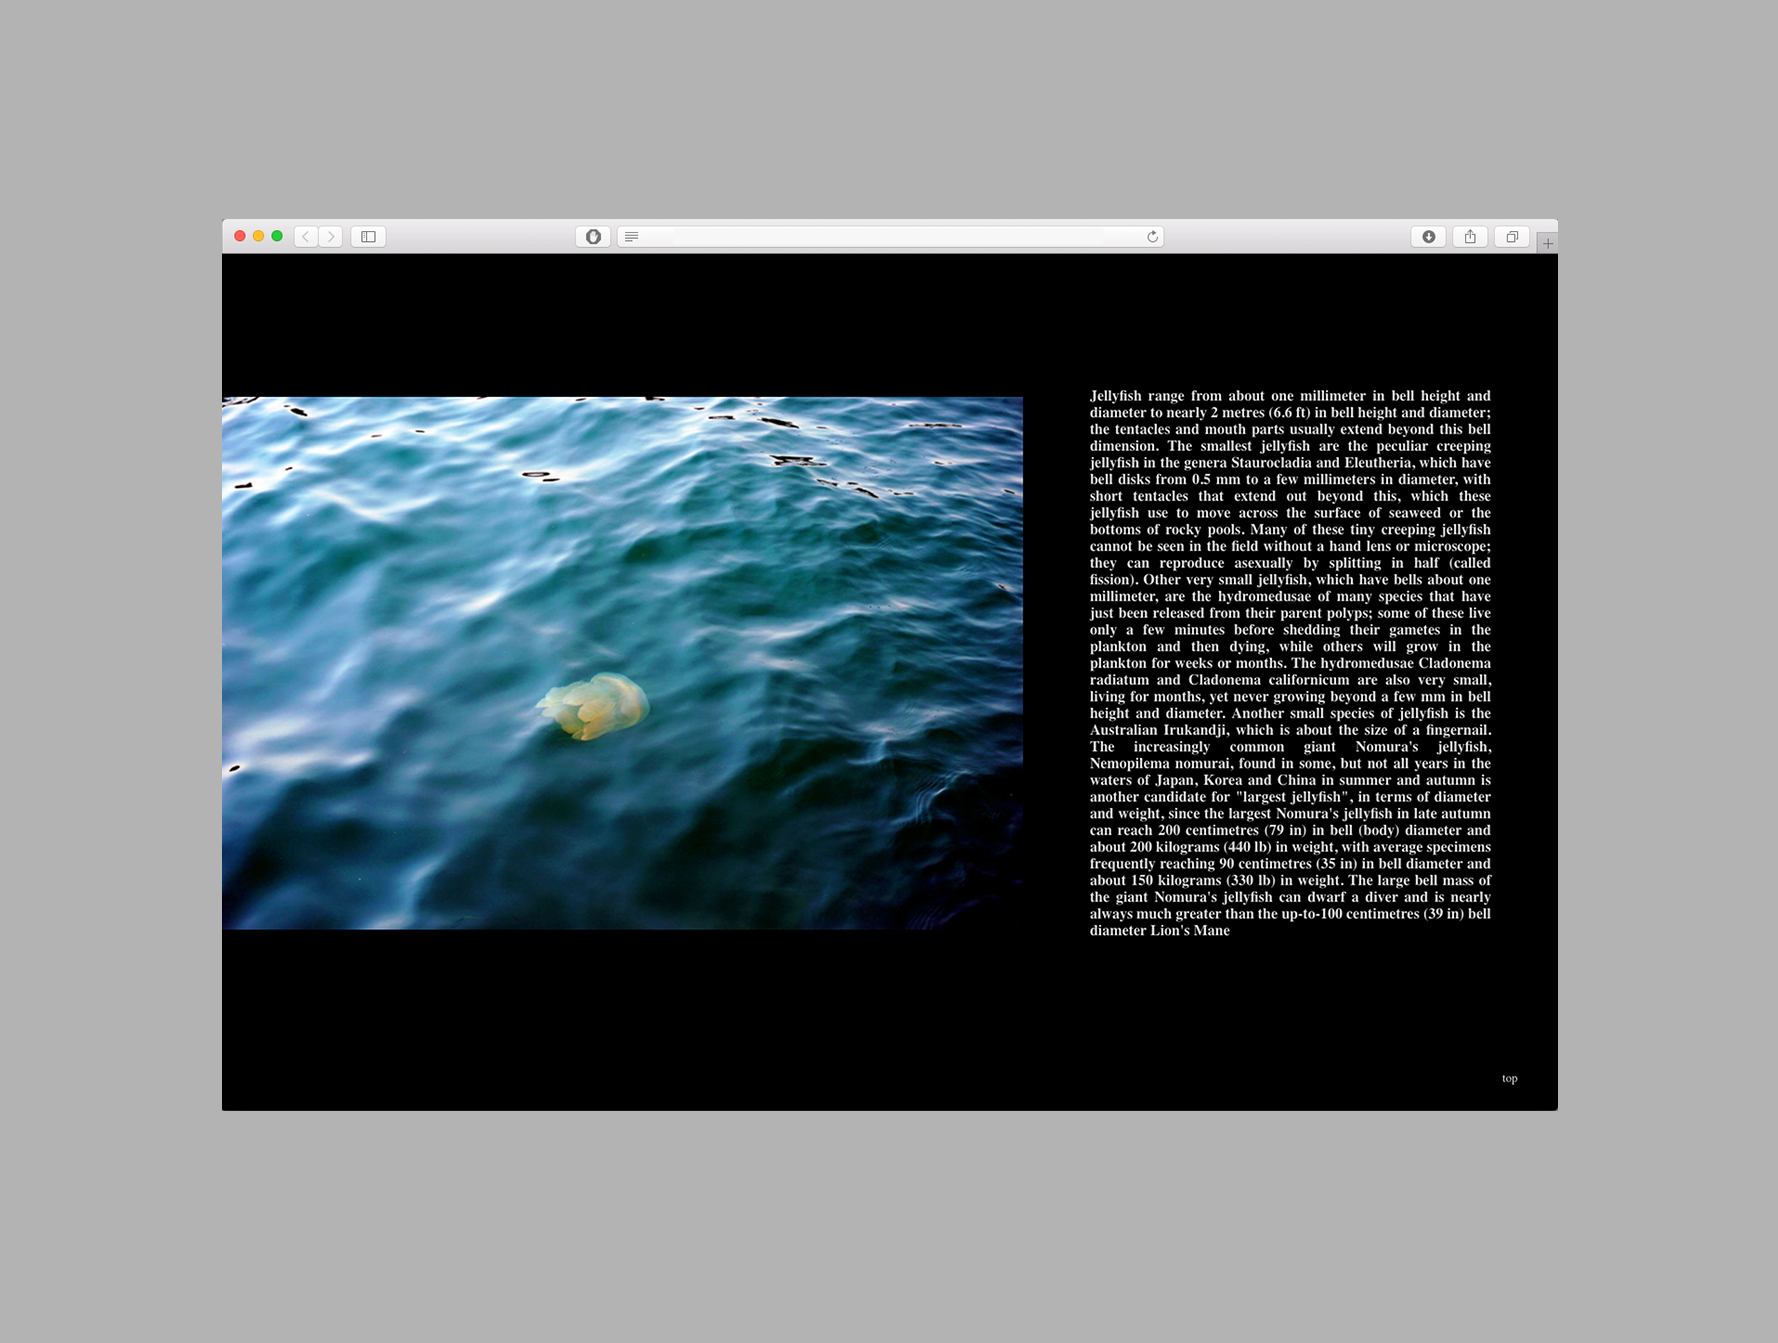 Jellyfish range from about one millimeter in bell height and
diameter to nearly 2 metres (6.6 ft) in bell height and diameter;
the tentacles and mouth parts usually extend beyond this bell
dimension. The smallest jellyfish are the peculiar creeping
jellyfish in the genera Staurocladia and Eleutheria, which have
bell disks from 0.5 mm to a few millimeters in diameter, with
short tentacles that extend out beyond this, which these
jellyfish use to move across the surface of seaweed or the
bottoms of rocky pools. Many of these tiny creeping jellyfish
cannot be seen in the field without a hand lens or microscope;
they can reproduce asexually by splitting in half (called
fission). Other very small jellyfish, which have bells about one
millimeter, are the hydromedusae of many species that have
just been released from their parent polyps; some of these live
only a few minutes before shedding their gametes in the
plankton and then dying, while others will grow in the
plankton for weeks or months. The hydromedusae Cladonema
radiatum and Cladonema californicum are also very small,
living for months, yet never growing beyond a few mm in bell
height and diameter. Another small species of jellyfish is the
Australian Irukandji, which is about the size of a fingernail.
The increasingly common giant Nomura's jellyfish,
Nemopilema nomurai, found in some, but not all years in the
waters of Japan, Korea and China in summer and autumn is
another candidate for "largest jellyfish", in terms of diameter
and weight, since the largest Nomura's jellyfish in late autumn
can reach 200 centimetres (79 in) in bell (body) diameter and
about 200 kilograms (440 lb) in weight, with average specimens
frequently reaching 90 centimetres (35 in) in bell diameter and
about 150 kilograms (330 lb) in weight. The large bell mass of
the giant Nomura's jellyfish can dwarf a diver and is nearly
always much greater than the up-to-100 centimetres (39 in) bell
diameter Lion's Mane
top